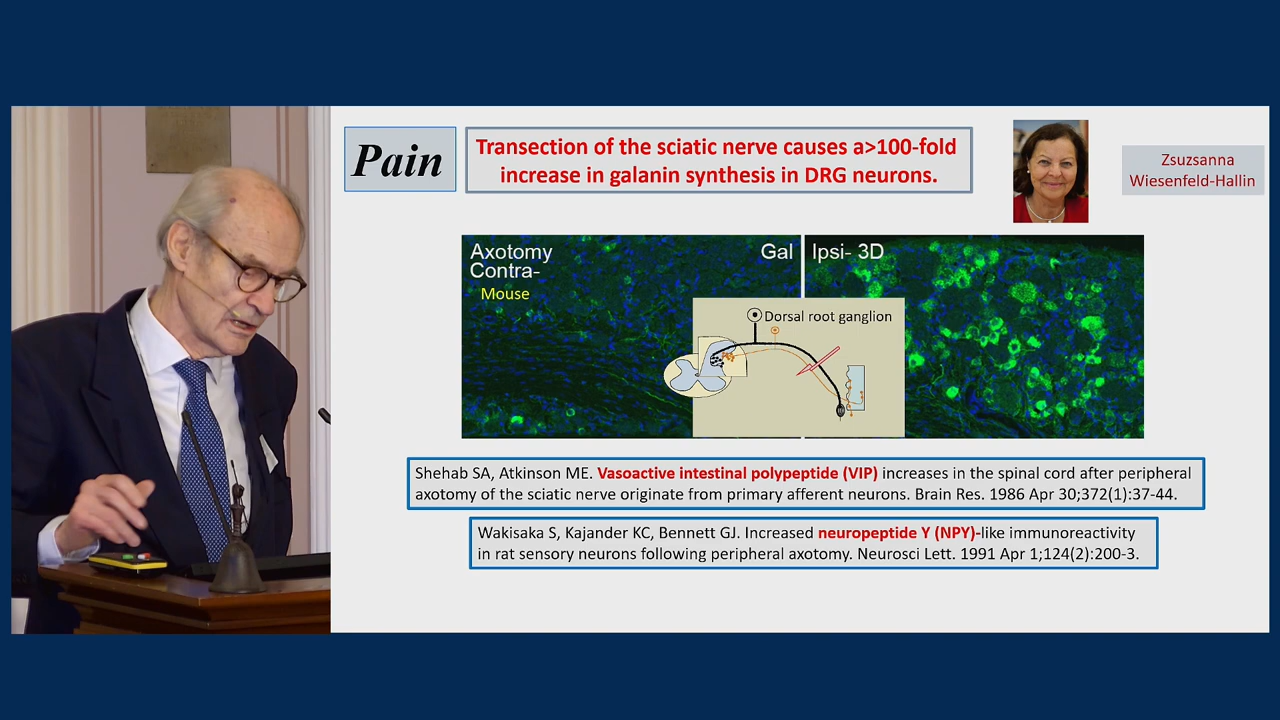 Pain
Transection of the sciatic nerve causes a>100-fold
increase in galanin synthesis in DRG neurons.
Zsuzsanna
Wiesenfeld-Hallin
Axotomy
Contra-
Mouse
Gal
Ipsi- 3D
Dorsal root ganglion
Shehab SA, Atkinson ME. Vasoactive intestinal polypeptide (VIP) increases in the spinal cord after peripheral
axotomy of the sciatic nerve originate from primary afferent neurons. Brain Res. 1986 Apr 30;372(1):37-44.
Wakisaka S, Kajander KC, Bennett GJ. Increased neuropeptide Y (NPY)-like immunoreactivity
in rat sensory neurons following peripheral axotomy. Neurosci Lett. 1991 Apr 1;124(2):200-3.